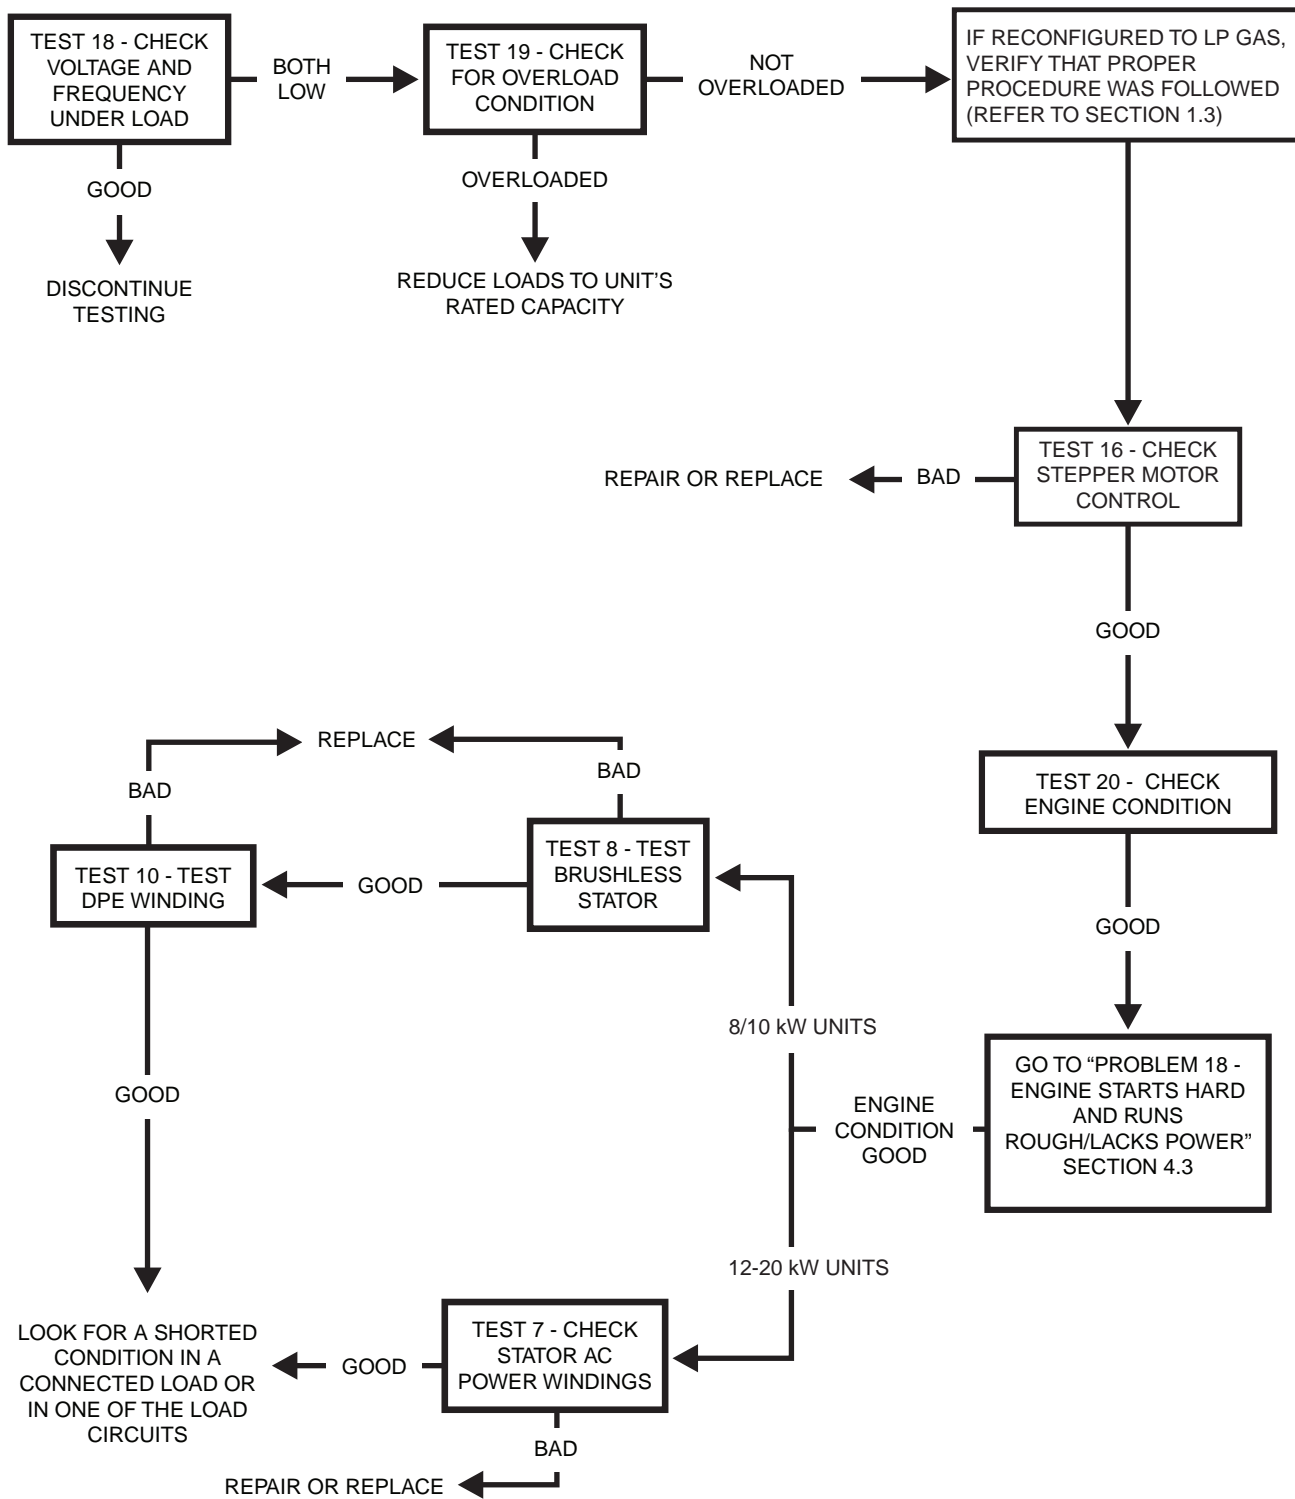 TEST 18 - CHECK
VOLTAGE AND
FREQUENCY
UNDER LOAD
BOTH
LOW
TEST 19 - CHECK
FOR OVERLOAD
CONDITION
NOT
OVERLOADED
IF RECONFIGURED TO LP GAS,
VERIFY THAT PROPER
PROCEDURE WAS FOLLOWED
(REFER TO SECTION 1.3)
GOOD
DISCONTINUE
TESTING
OVERLOADED
REDUCE LOADS TO UNIT'S
RATED CAPACITY
TEST 16 - CHECK
STEPPER MOTOR
CONTROL
BAD
REPAIR OR REPLACE
GOOD
TEST 20 -  CHECK
ENGINE CONDITION
GOOD
GO TO “PROBLEM 18 -
ENGINE STARTS HARD
AND RUNS
ROUGH/LACKS POWER”
SECTION 4.3
ENGINE
CONDITION
GOOD
8/10 kW UNITS
TEST 8 - TEST
BRUSHLESS
STATOR
BAD
REPLACE
GOOD
TEST 10 - TEST
DPE WINDING
BAD
GOOD
12-20 kW UNITS
TEST 7 - CHECK
STATOR AC
POWER WINDINGS
GOOD
LOOK FOR A SHORTED
CONDITION IN A
CONNECTED LOAD OR
IN ONE OF THE LOAD
CIRCUITS
BAD
REPAIR OR REPLACE